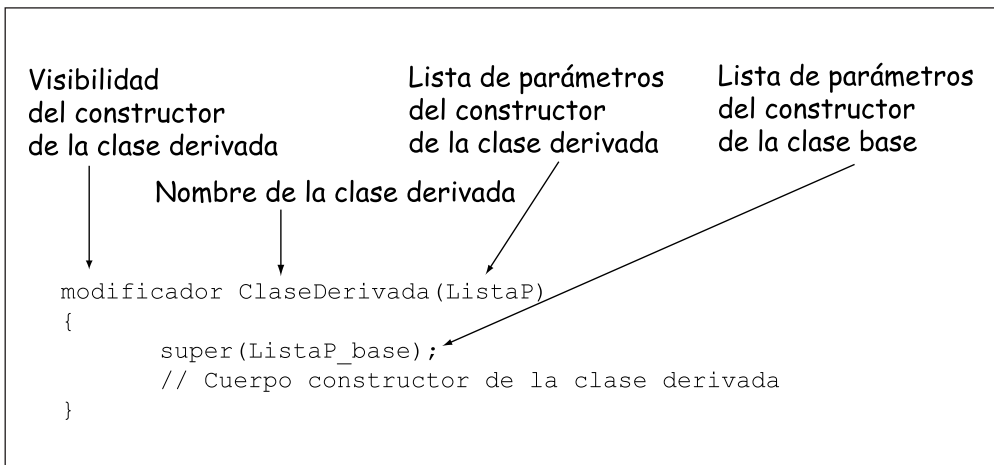 Visibilidad
del constructor
de la clase derivada
Lista de parámetros
del constructor
de la clase derivada
Lista de parámetros
del constructor
de la clase base
Nombre de la clase derivada
modificador ClaseDerivada(ListaP)
{
super(ListaP_base);
// Cuerpo constructor de la clase derivada
}